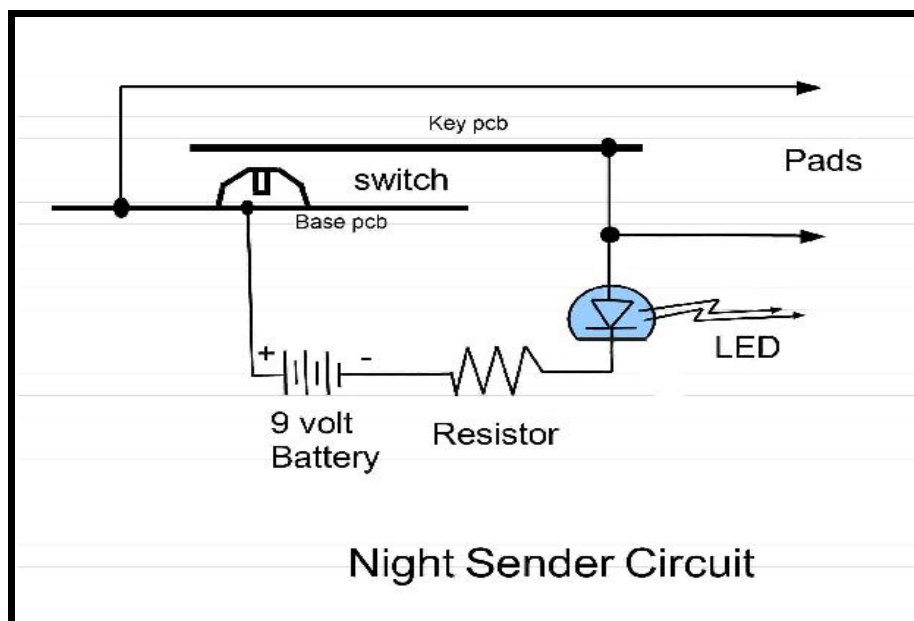 Key pcb
Pads
switch
Base pcb
LED
+ -
9 volt
Battery
Resistor
Night Sender Circuit